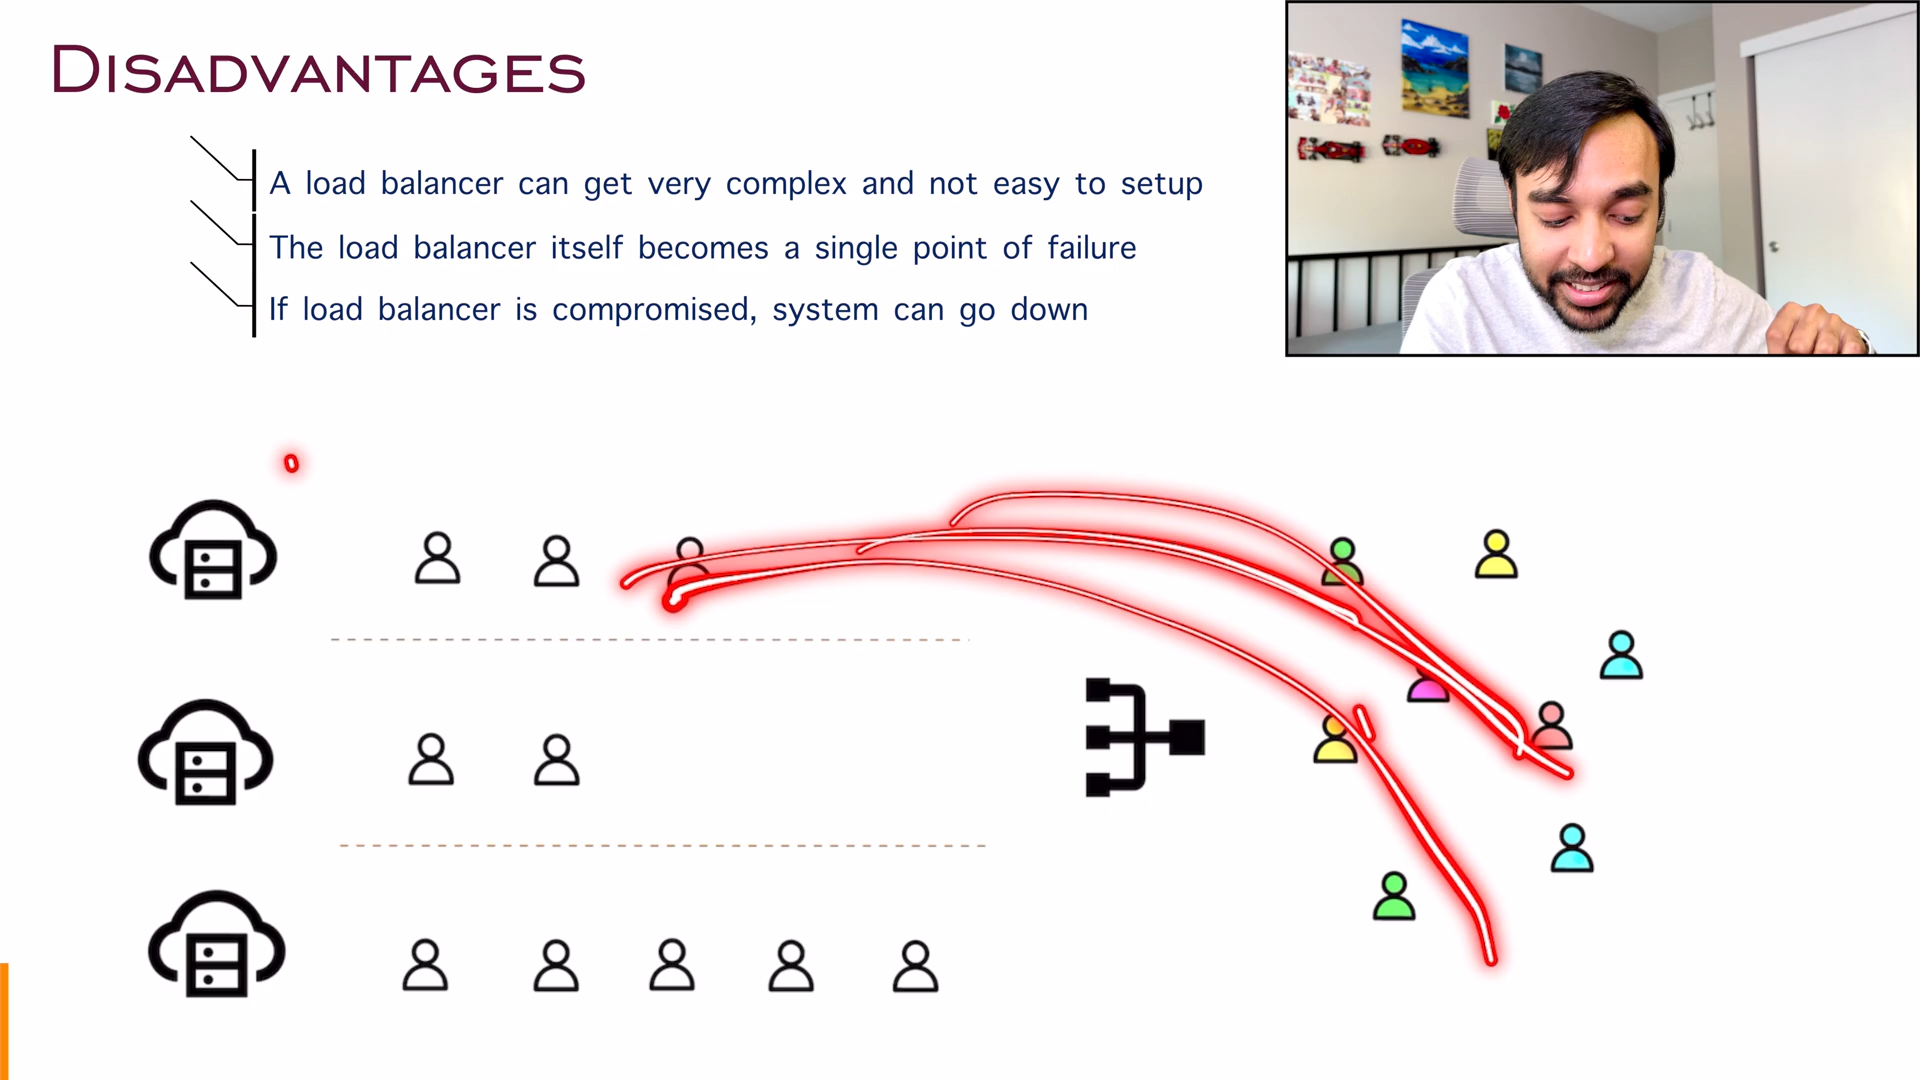 DISADVANTAGES
A load balancer can get very complex and not easy to setup
The load balancer itself becomes a single point of failure
If load balancer is compromised, system can go down